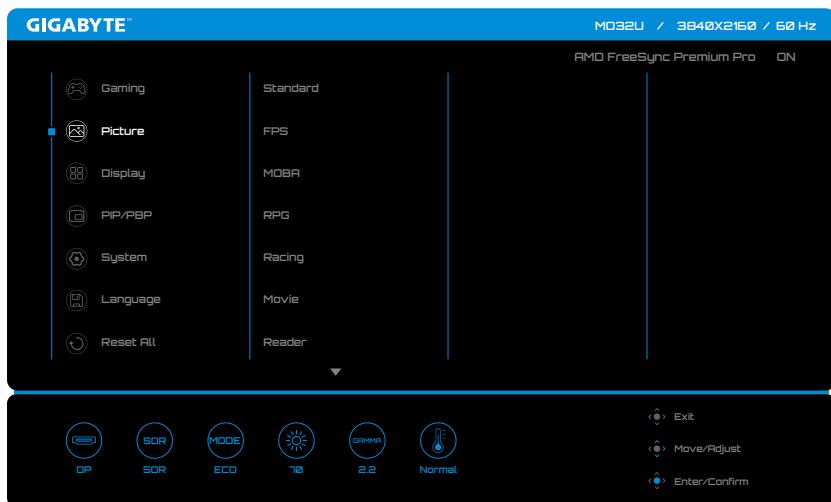 GIGABYTE™
MO32U / 3840X2160 / 60 Hz
AMD FreeSync Premium Pro ON
Gaming
Standard
Picture
FPS
Display
MOBA
PIP/PBP
RPG
System
Racing
Language
Movie
Reset All
Reader
SDR
MODE
GAMMA
DP
SDR
ECO
70
2.2
Normal
Exit
Move/Adjust
Enter/Confirm